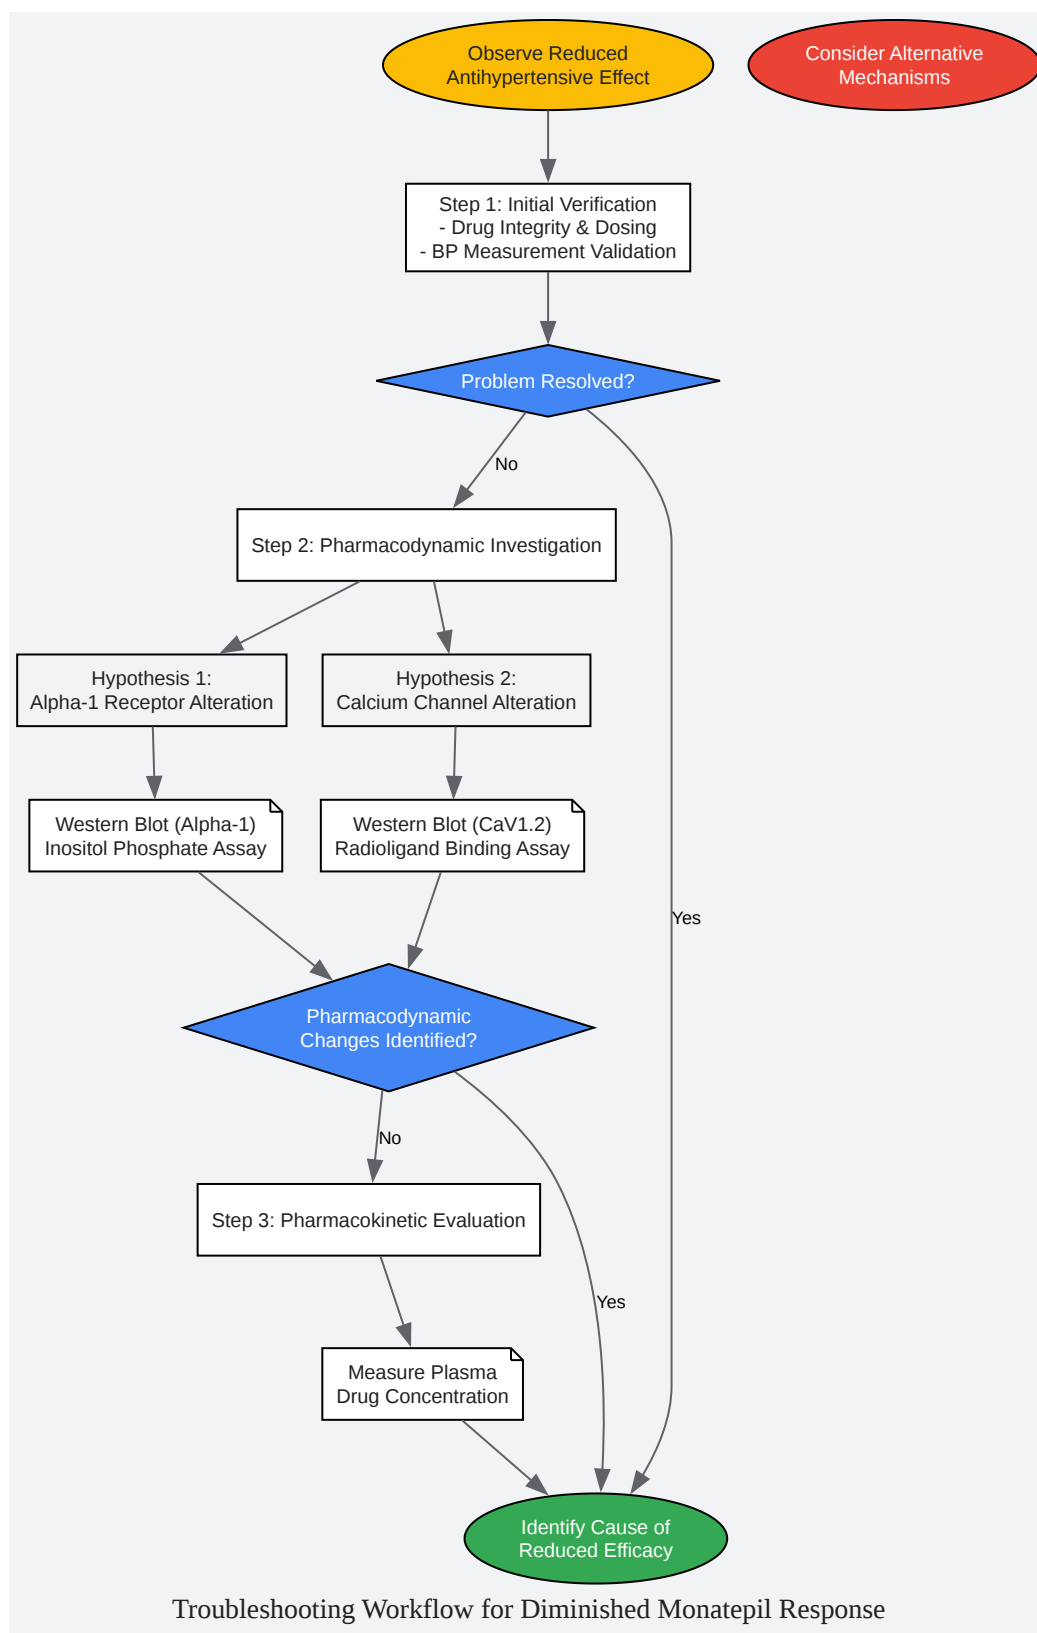 Observe Reduced
Antihypertensive Effect
Consider Alternative
Mechanisms
Step 1: Initial Verification
- Drug Integrity & Dosing
- BP Measurement Validation
Problem Resolved?
No
Step 2: Pharmacodynamic Investigation
Hypothesis 1:
Alpha-1 Receptor Alteration
Hypothesis 2:
Calcium Channel Alteration
Western Blot (Alpha-1)
Inositol Phosphate Assay
Western Blot (CaV1.2)
Radioligand Binding Assay
Yes
Pharmacodynamic
Changes Identified?
No
Step 3: Pharmacokinetic Evaluation
Yes
Measure Plasma
Drug Concentration
Identify Cause of
Reduced Efficacy
Troubleshooting Workflow for Diminished Monatepil Response